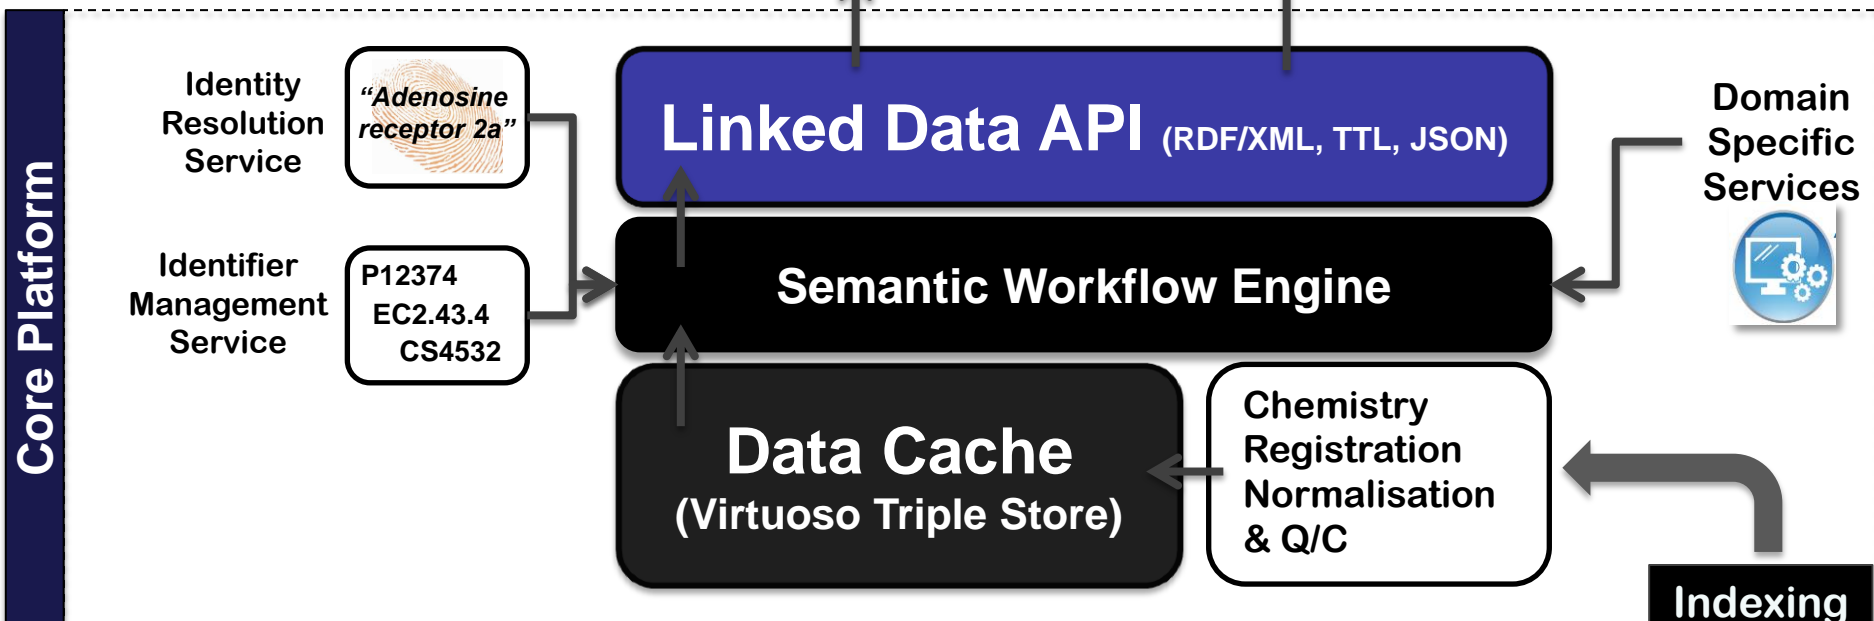 Core Platform
Identity
Resolution
Service
“Adenosine
receptor 2a”
Linked Data API (RDF/XML, TTL, JSON)
Domain
Specific
Services
Identifier
Management
Service
P12374
EC2.43.4
CS4532
Semantic Workflow Engine
Data Cache
(Virtuoso Triple Store)
Chemistry
Registration
Normalisation
& Q/C
Indexing